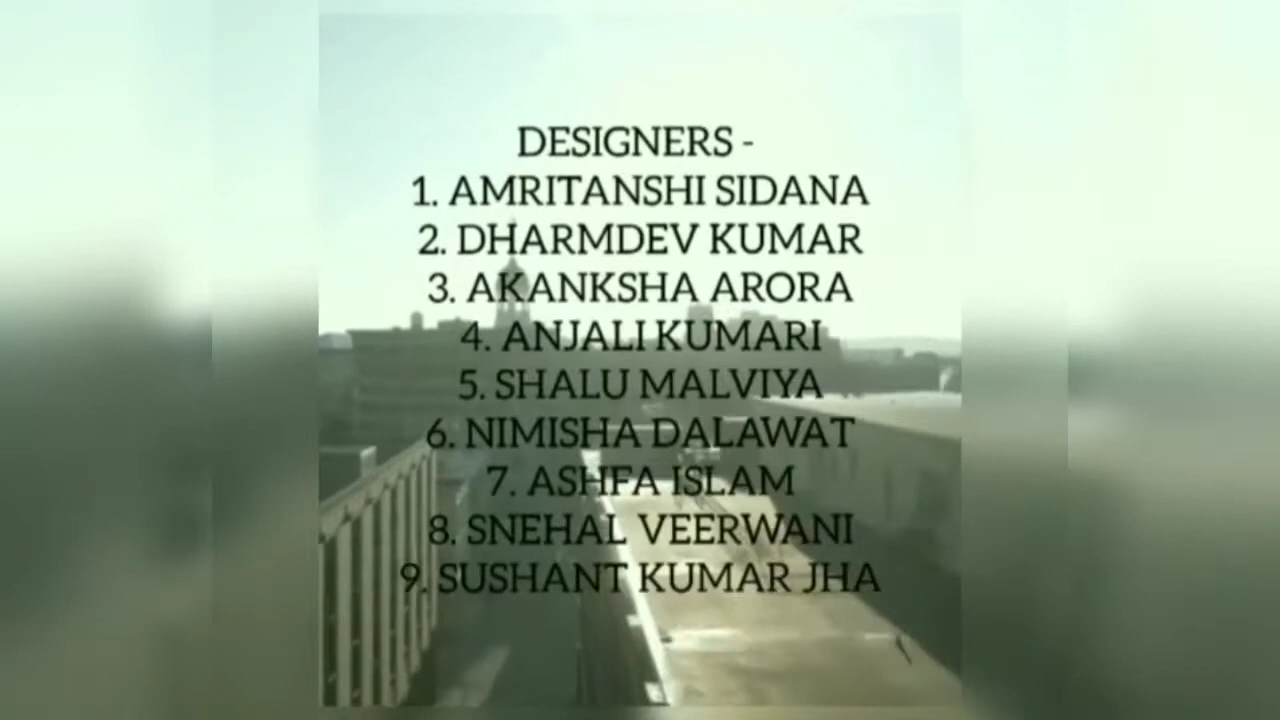 DESIGNERS -
1. AMRITANSHI SIDANA
2. DHARMDEV KUMAR
3. AKANKSHA ARORA
4. ANJALI KUMARI
5. SHALU MALVIYA
6. NIMISHA DALAWAT
7. ASHFA ISLAM
8. SNEHAL VEERWANI
9. SUSHANT KUMAR JHA